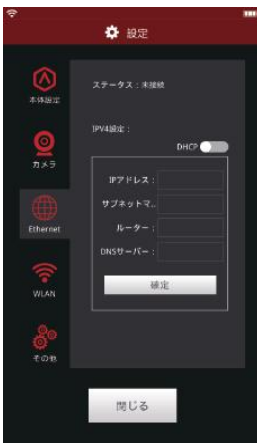 設定
本体設定
カメラ
Ethernet
WLAN
その他
ステータス：未接続
IPV4設定：
DHCP
IPアドレス：
サブネットマ..
ルーター：
DNSサーバー：
確定
閉じる